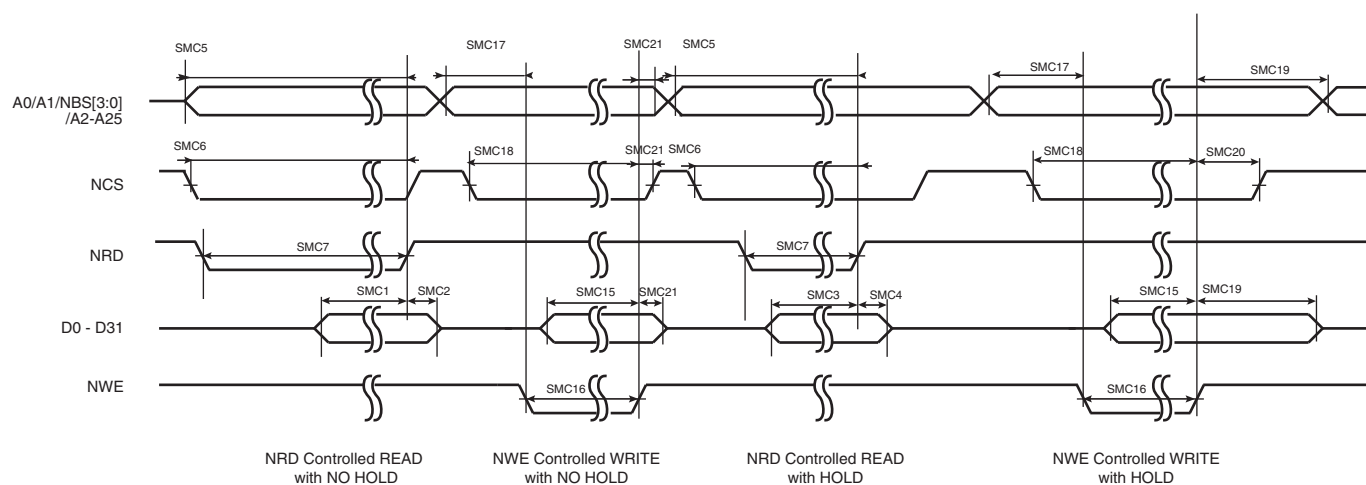 SMC5
SMC17
SMC21
SMC5
SMC17
SMC19
A0/A1/NBS[3:0]
/A2-A25
SMC6
SMC18
SMC21
SMC6
SMC18
SMC20
NCS
NRD
SMC7
SMC7
SMC1
SMC2
SMC15
SMC21
SMC3
SMC4
SMC15
SMC19
D0 - D31
NWE
SMC16
SMC16
NRD Controlled READ
with NO HOLD
NWE Controlled WRITE
with NO HOLD
NRD Controlled READ
with HOLD
NWE Controlled WRITE
with HOLD